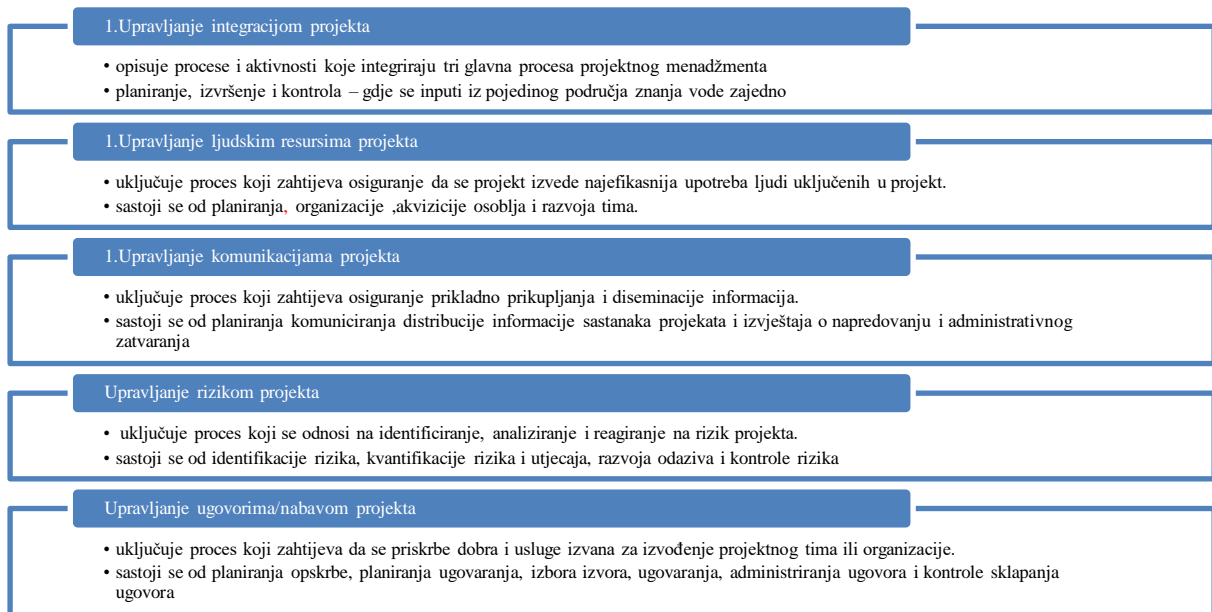 1.Upravljanje integracijom projekta
• opisuje procese i aktivnosti koje integriraju tri glavna procesa projektnog menadžmenta
• planiranje, izvršenje i kontrola – gdje se inputi iz pojedinog područja znanja vode zajedno
1.Upravljanje ljudskim resursima projekta
• uključuje proces koji zahtijeva osiguranje da se projekt izvede najefikasnija upotreba ljudi uključenih u projekt.
• sastoji se od planiranja, organizacije ,akvizicije osoblja i razvoja tima.
1.Upravljanje komunikacijama projekta
• uključuje proces koji zahtijeva osiguranje prikladno prikupljanja i diseminacije informacija.
• sastoji se od planiranja komuniciranja distribucije informacije sastanaka projekata i izvještaja o napredovanju i administrativnog
zatvaranja
Upravljanje rizikom projekta
• uključuje proces koji se odnosi na identificiranje, analiziranje i reagiranje na rizik projekta.
• sastoji se od identifikacije rizika, kvantifikacije rizika i utjecaja, razvoja odaziva i kontrole rizika
Upravljanje ugovorima/nabavom projekta
• uključuje proces koji zahtijeva da se priskrbe dobra i usluge izvana za izvođenje projektnog tima ili organizacije.
• sastoji se od planiranja opskrbe, planiranja ugovaranja, izbora izvora, ugovaranja, administriranja ugovora i kontrole sklapanja
ugovora